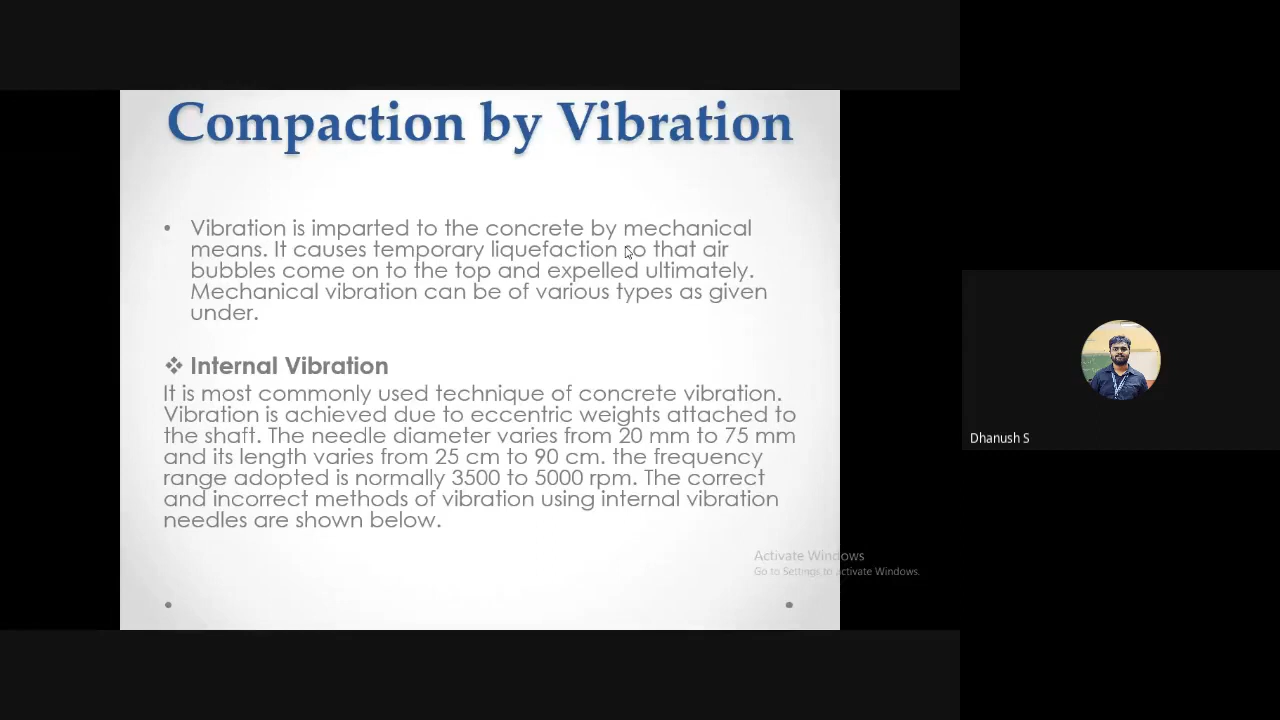 Compaction by Vibration
• Vibration is imparted to the concrete by mechanical
means. It causes temporary liquefaction so that air
bubbles come on to the top and expelled ultimately.
Mechanical vibration can be of various types as given
under.
❖ Internal Vibration
It is most commonly used technique of concrete vibration.
Vibration is achieved due to eccentric weights attached to
the shaft. The needle diameter varies from 20 mm to 75 mm
and its length varies from 25 cm to 90 cm. the frequency
range adopted is normally 3500 to 5000 rpm. The correct
and incorrect methods of vibration using internal vibration
needles are shown below.
Activate Windows
Go to Settings to activate Windows.
Dhanush S